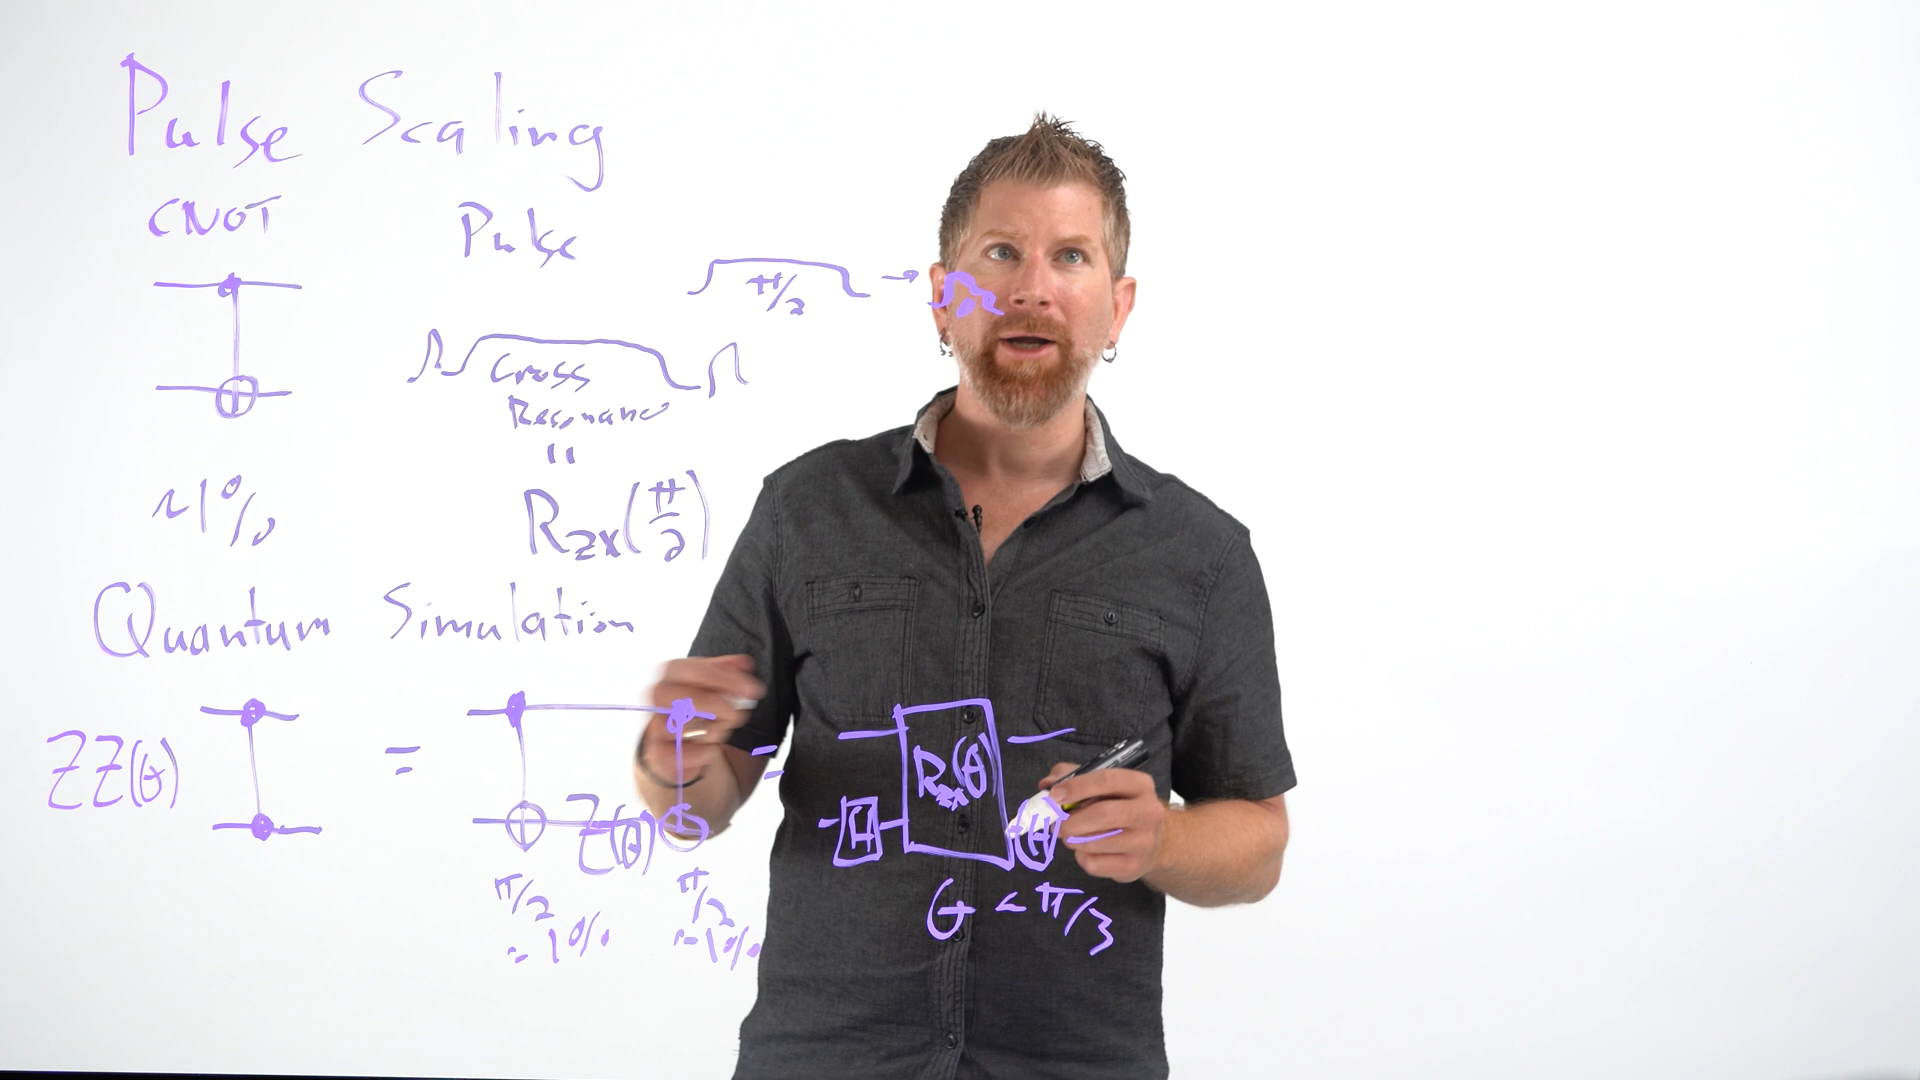 Pulse Scaling
CNOT
Pulse
π/2 → θ
Cross
Resonance
=
~1%
R_ZX(π/2)
Quantum Simulation
ZZ(θ)
=
Z(θ)
=
H
R_ZX(θ)
H
π/2
π/2
~1%
~1%
θ < π/3